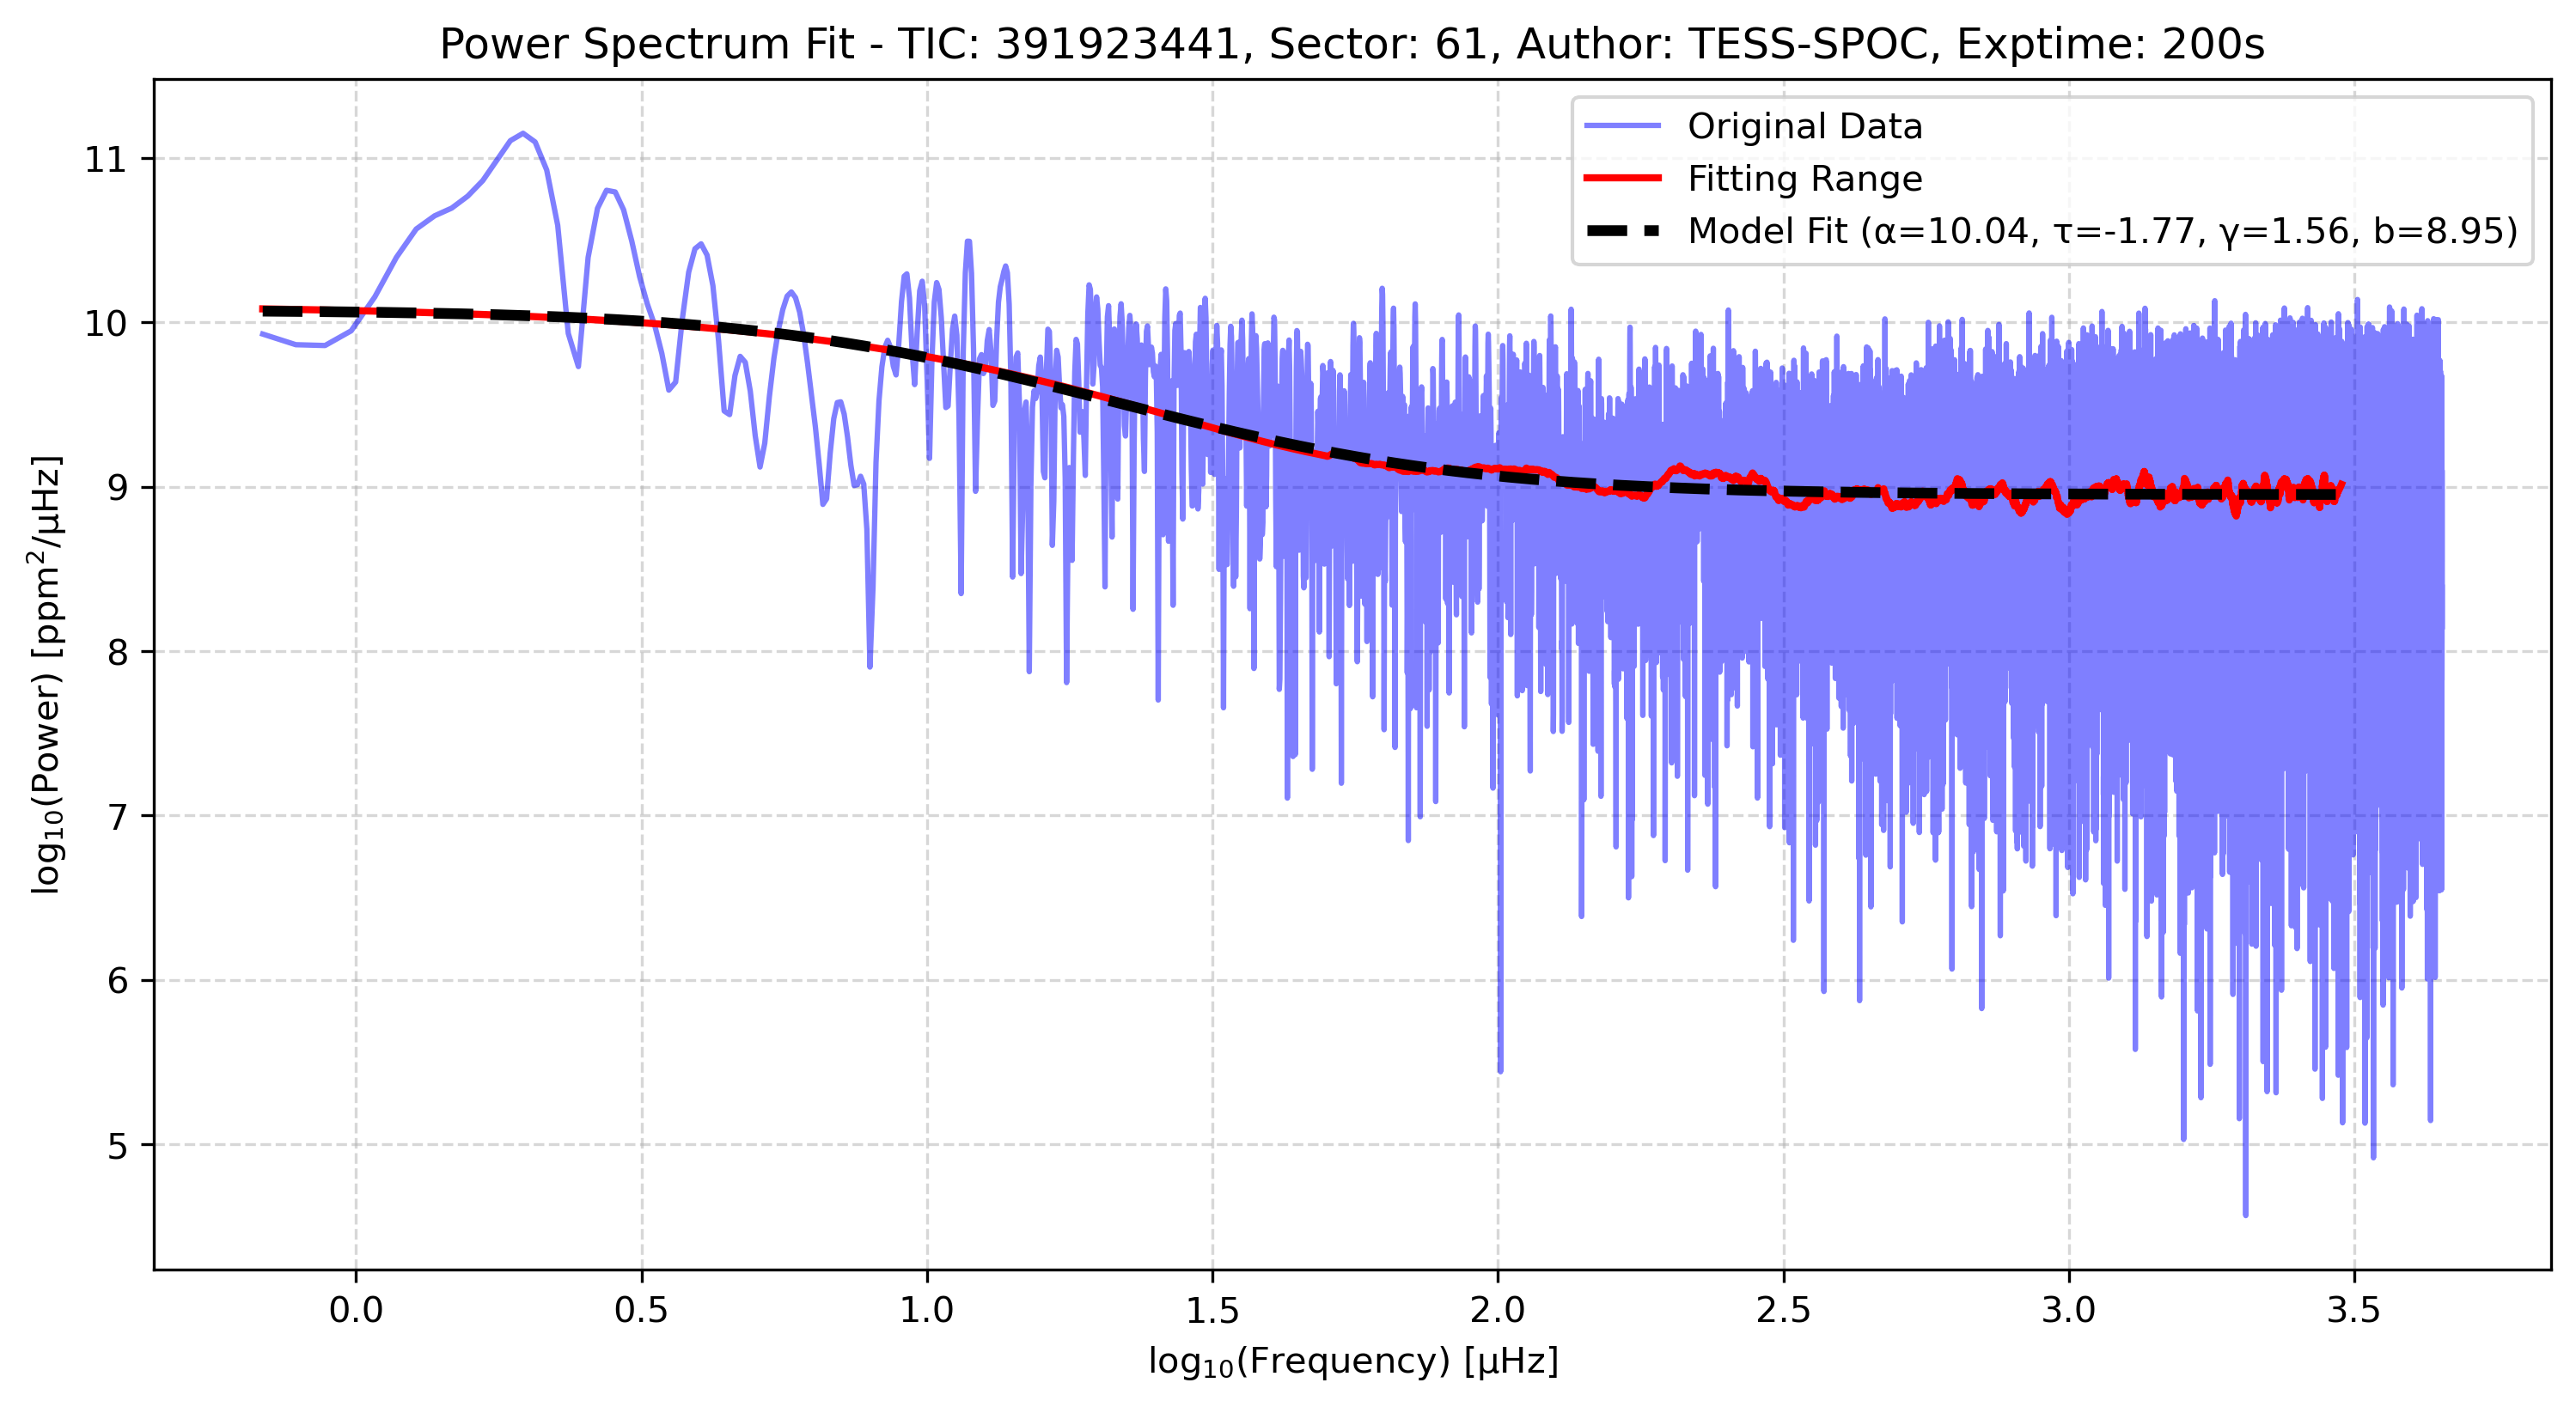 Power Spectrum Fit - TIC: 391923441, Sector: 61, Author: TESS-SPOC, Exptime: 200s
Original Data
Fitting Range
Model Fit (α=10.04, τ=-1.77, γ=1.56, b=8.95)
log₁₀(Power) [ppm²/μHz]
11
10
9
8
7
6
5
0.0 0.5 1.0 1.5 2.0 2.5 3.0 3.5
log₁₀(Frequency) [μHz]